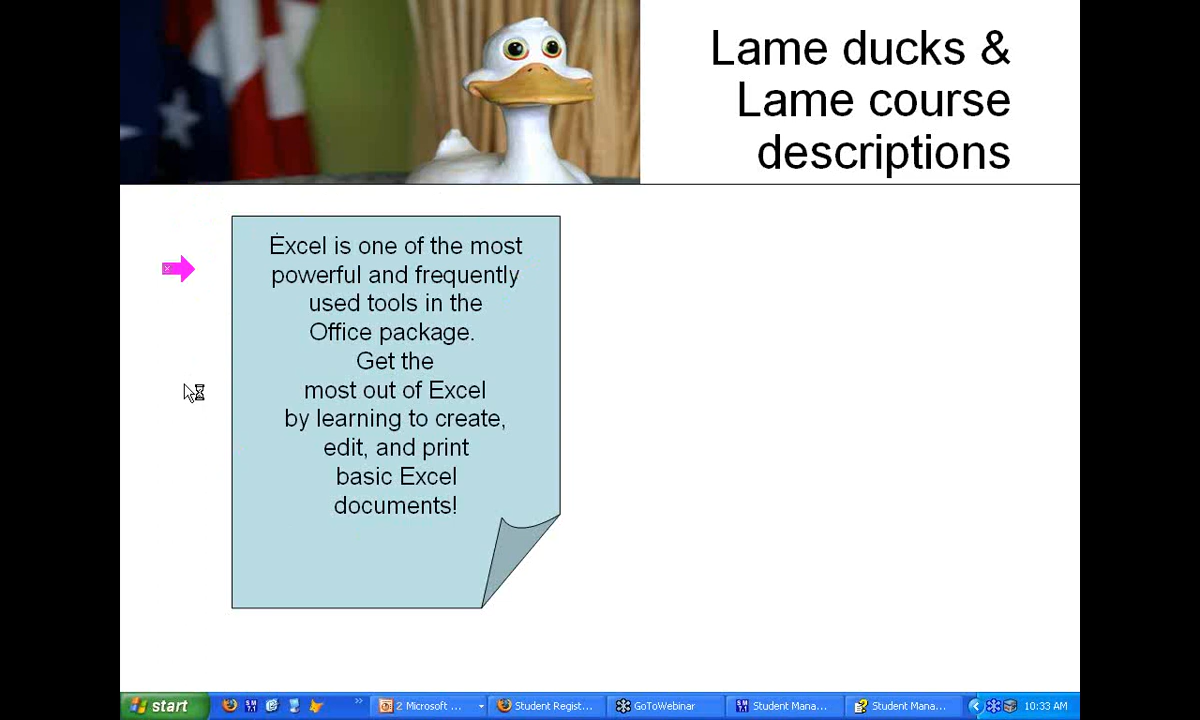 Lame ducks &
Lame course
descriptions
Excel is one of the most
powerful and frequently
used tools in the
Office package.
Get the
most out of Excel
by learning to create,
edit, and print
basic Excel
documents!
start
2 Microsoft ...
Student Regist...
GoToWebinar
Student Mana...
Student Mana...
10:33 AM